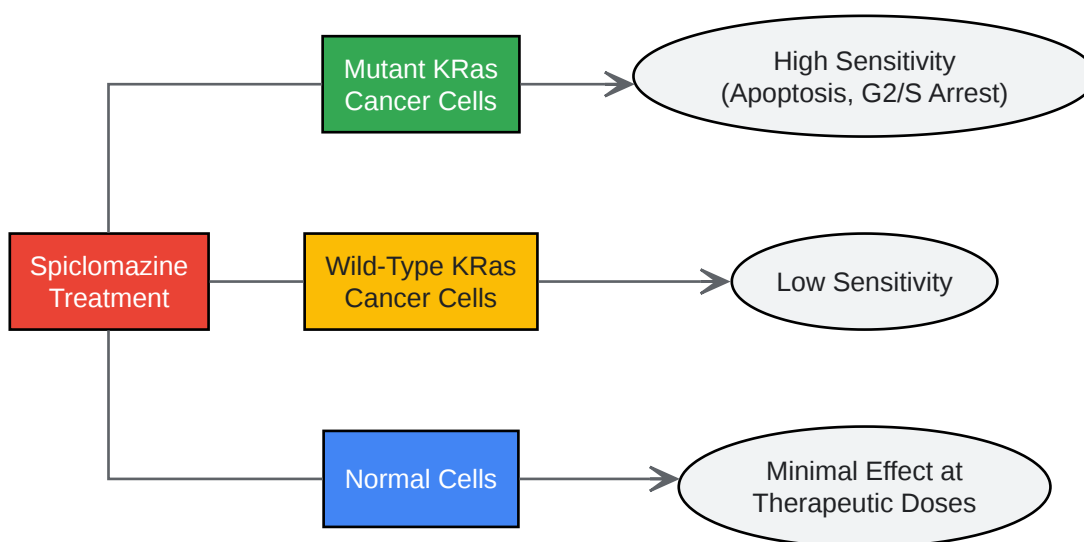 Mutant KRas
Cancer Cells
High Sensitivity
(Apoptosis, G2/S Arrest)
Spiclomazine
Treatment
Wild-Type KRas
Cancer Cells
Low Sensitivity
Normal Cells
Minimal Effect at
Therapeutic Doses